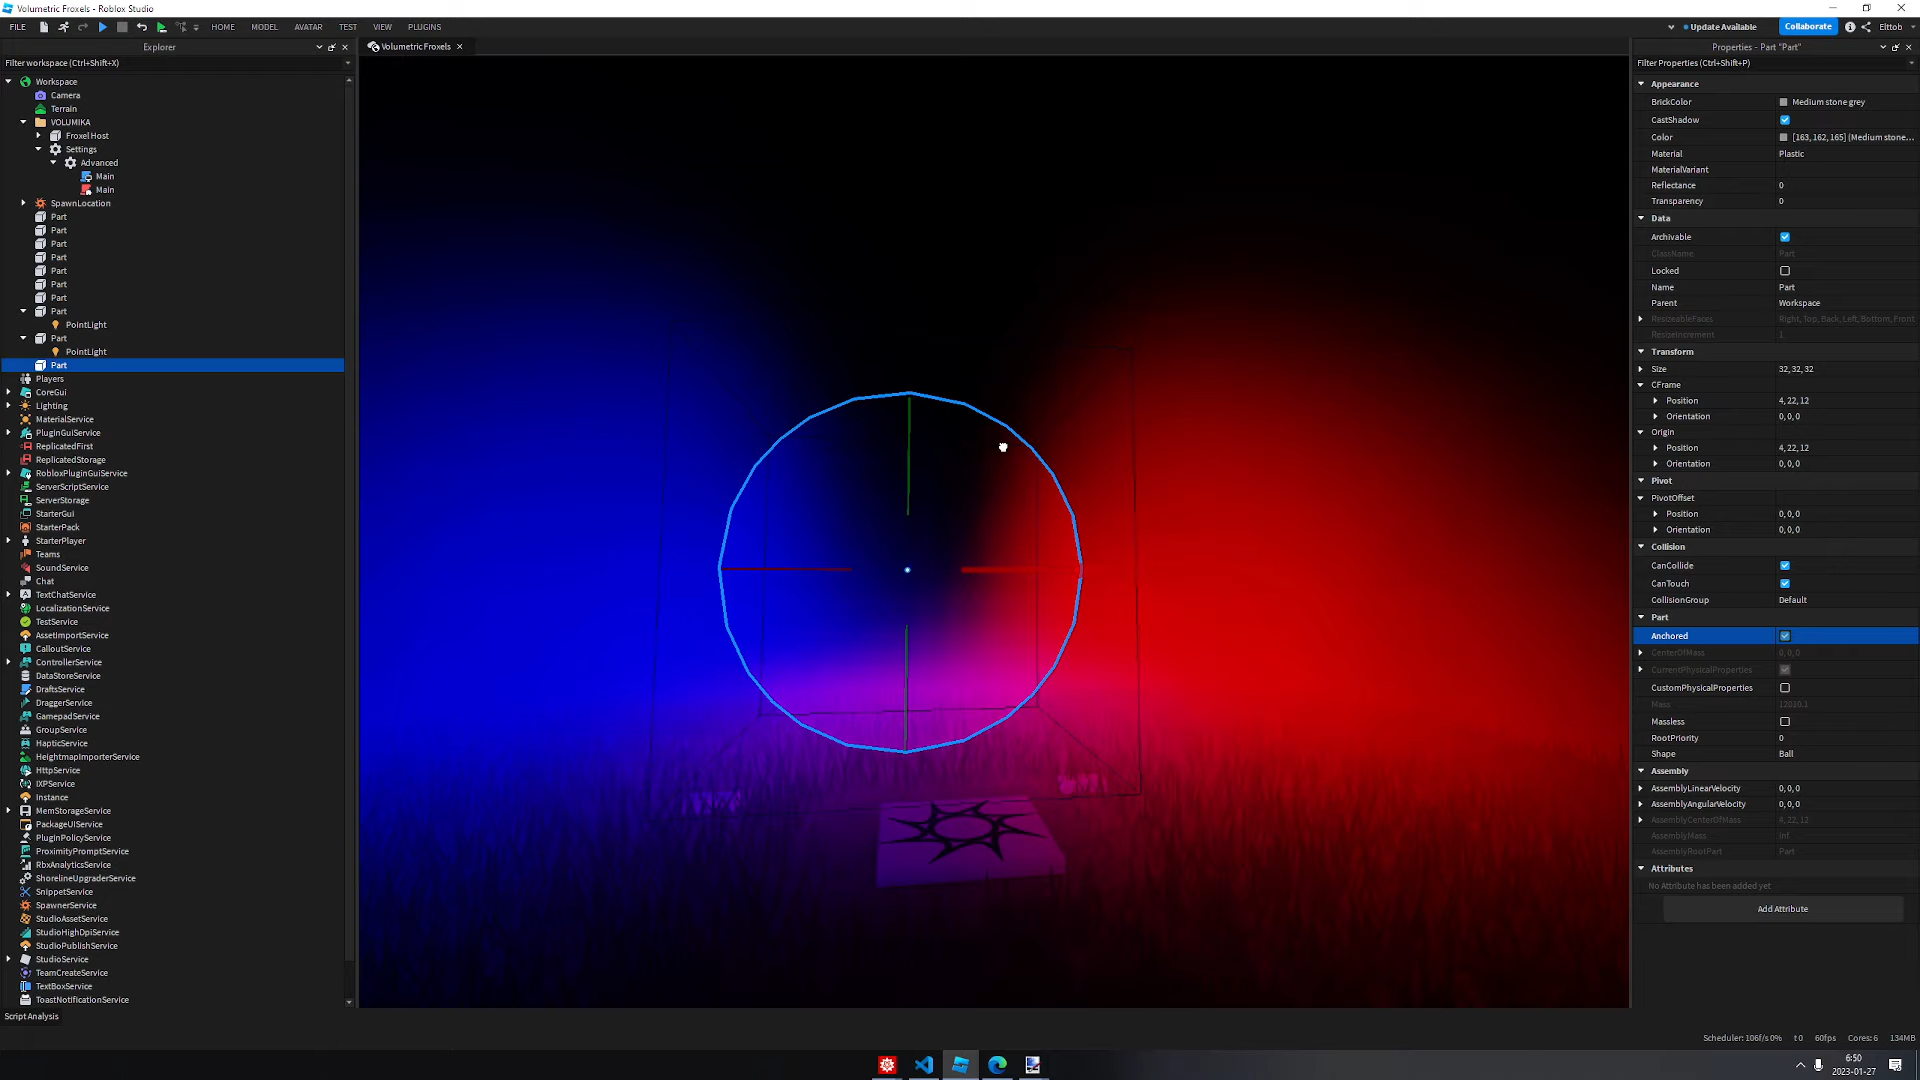 Volumetric Froxels - Roblox Studio
FILE HOME MODEL AVATAR TEST VIEW PLUGINS Update Available Collaborate Elttob
Explorer
Volumetric Froxels
Properties - Part "Part"
Filter workspace (Ctrl+Shift+X)
Filter Properties (Ctrl+Shift+P)
Workspace
Camera
Terrain
VOLUMIKA
Froxel Host
Settings
Advanced
Main
Main
SpawnLocation
Part
Part
Part
Part
Part
Part
Part
Part
PointLight
Part
PointLight
Part
Players
CoreGui
Lighting
MaterialService
PluginGuiService
ReplicatedFirst
ReplicatedStorage
RobloxPluginGuiService
ServerScriptService
ServerStorage
StarterGui
StarterPack
StarterPlayer
Teams
SoundService
Chat
TextChatService
LocalizationService
TestService
AssetImportService
CalloutService
ControllerService
DataStoreService
DraftsService
DraggerService
GamepadService
GroupService
HapticService
HeightmapImporterService
HttpService
IXPService
Instance
MemStorageService
PackageUIService
PluginPolicyService
ProximityPromptService
RbxAnalyticsService
ShorelineUpgraderService
SnippetService
SpawnerService
StudioAssetService
StudioHighDpiService
StudioPublishService
StudioService
TeamCreateService
TextBoxService
ToastNotificationService
Script Analysis
Appearance
BrickColor Medium stone grey
CastShadow
Color [163, 162, 165] (Medium stone...
Material Plastic
MaterialVariant
Reflectance 0
Transparency 0
Data
Archivable
ClassName Part
Locked
Name Part
Parent Workspace
ResizeableFaces Right, Top, Back, Left, Bottom, Front
ResizeIncrement 1
Transform
Size 32, 32, 32
CFrame
Position 4, 22, 12
Orientation 0, 0, 0
Origin
Position 4, 22, 12
Orientation 0, 0, 0
Pivot
PivotOffset
Position 0, 0, 0
Orientation 0, 0, 0
Collision
CanCollide
CanTouch
CollisionGroup Default
Part
Anchored
CenterOfMass 0, 0, 0
CurrentPhysicalProperties
CustomPhysicalProperties
Mass 12010.1
Massless
RootPriority 0
Shape Ball
Assembly
AssemblyLinearVelocity 0, 0, 0
AssemblyAngularVelocity 0, 0, 0
AssemblyCenterOfMass 4, 22, 12
AssemblyMass inf
AssemblyRootPart Part
Attributes
No Attribute has been added yet
Add Attribute
Scheduler: 106f/s 0% t 0 60fps Cores: 6 134MB
6:50
2023-01-27